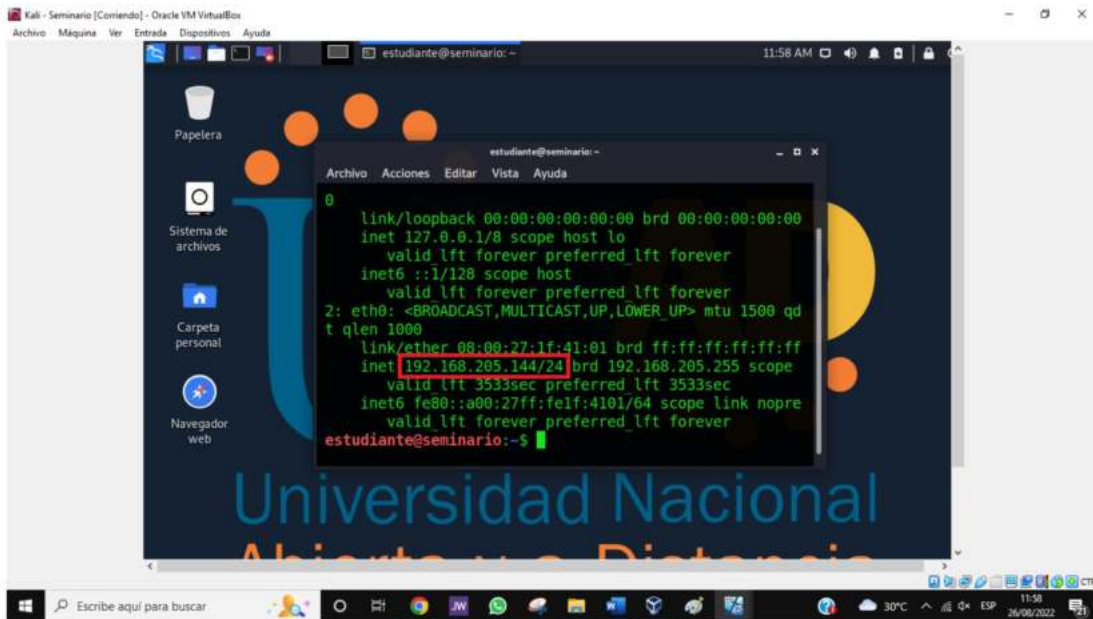 Kali - Seminario [Corriendo] - Oracle VM VirtualBox
Archivo Máquina Ver Entrada Dispositivos Ayuda
estudiante@seminario: ~
11:58 AM
Papelera
Sistema de
archivos
Carpeta
personal
Navegador
web
estudiante@seminario: ~
Archivo Acciones Editar Vista Ayuda
0
link/loopback 00:00:00:00:00:00 brd 00:00:00:00:00
inet 127.0.0.1/8 scope host lo
valid_lft forever preferred_lft forever
inet6 ::1/128 scope host
valid_lft forever preferred_lft forever
2: eth0: <BROADCAST,MULTICAST,UP,LOWER_UP> mtu 1500 qd
t qlen 1000
link/ether 08:00:27:1f:41:01 brd ff:ff:ff:ff:ff:ff
inet 192.168.205.144/24 brd 192.168.205.255 scope
valid_lft 3533sec preferred_lft 3533sec
inet6 fe80::a00:27ff:fe1f:4101/64 scope link nopre
valid_lft forever preferred_lft forever
estudiante@seminario:~$
Universidad Nacional
Abierta y a Distancia
Escribe aquí para buscar
JW
30°C
ESP
11:58
26/08/2022
21